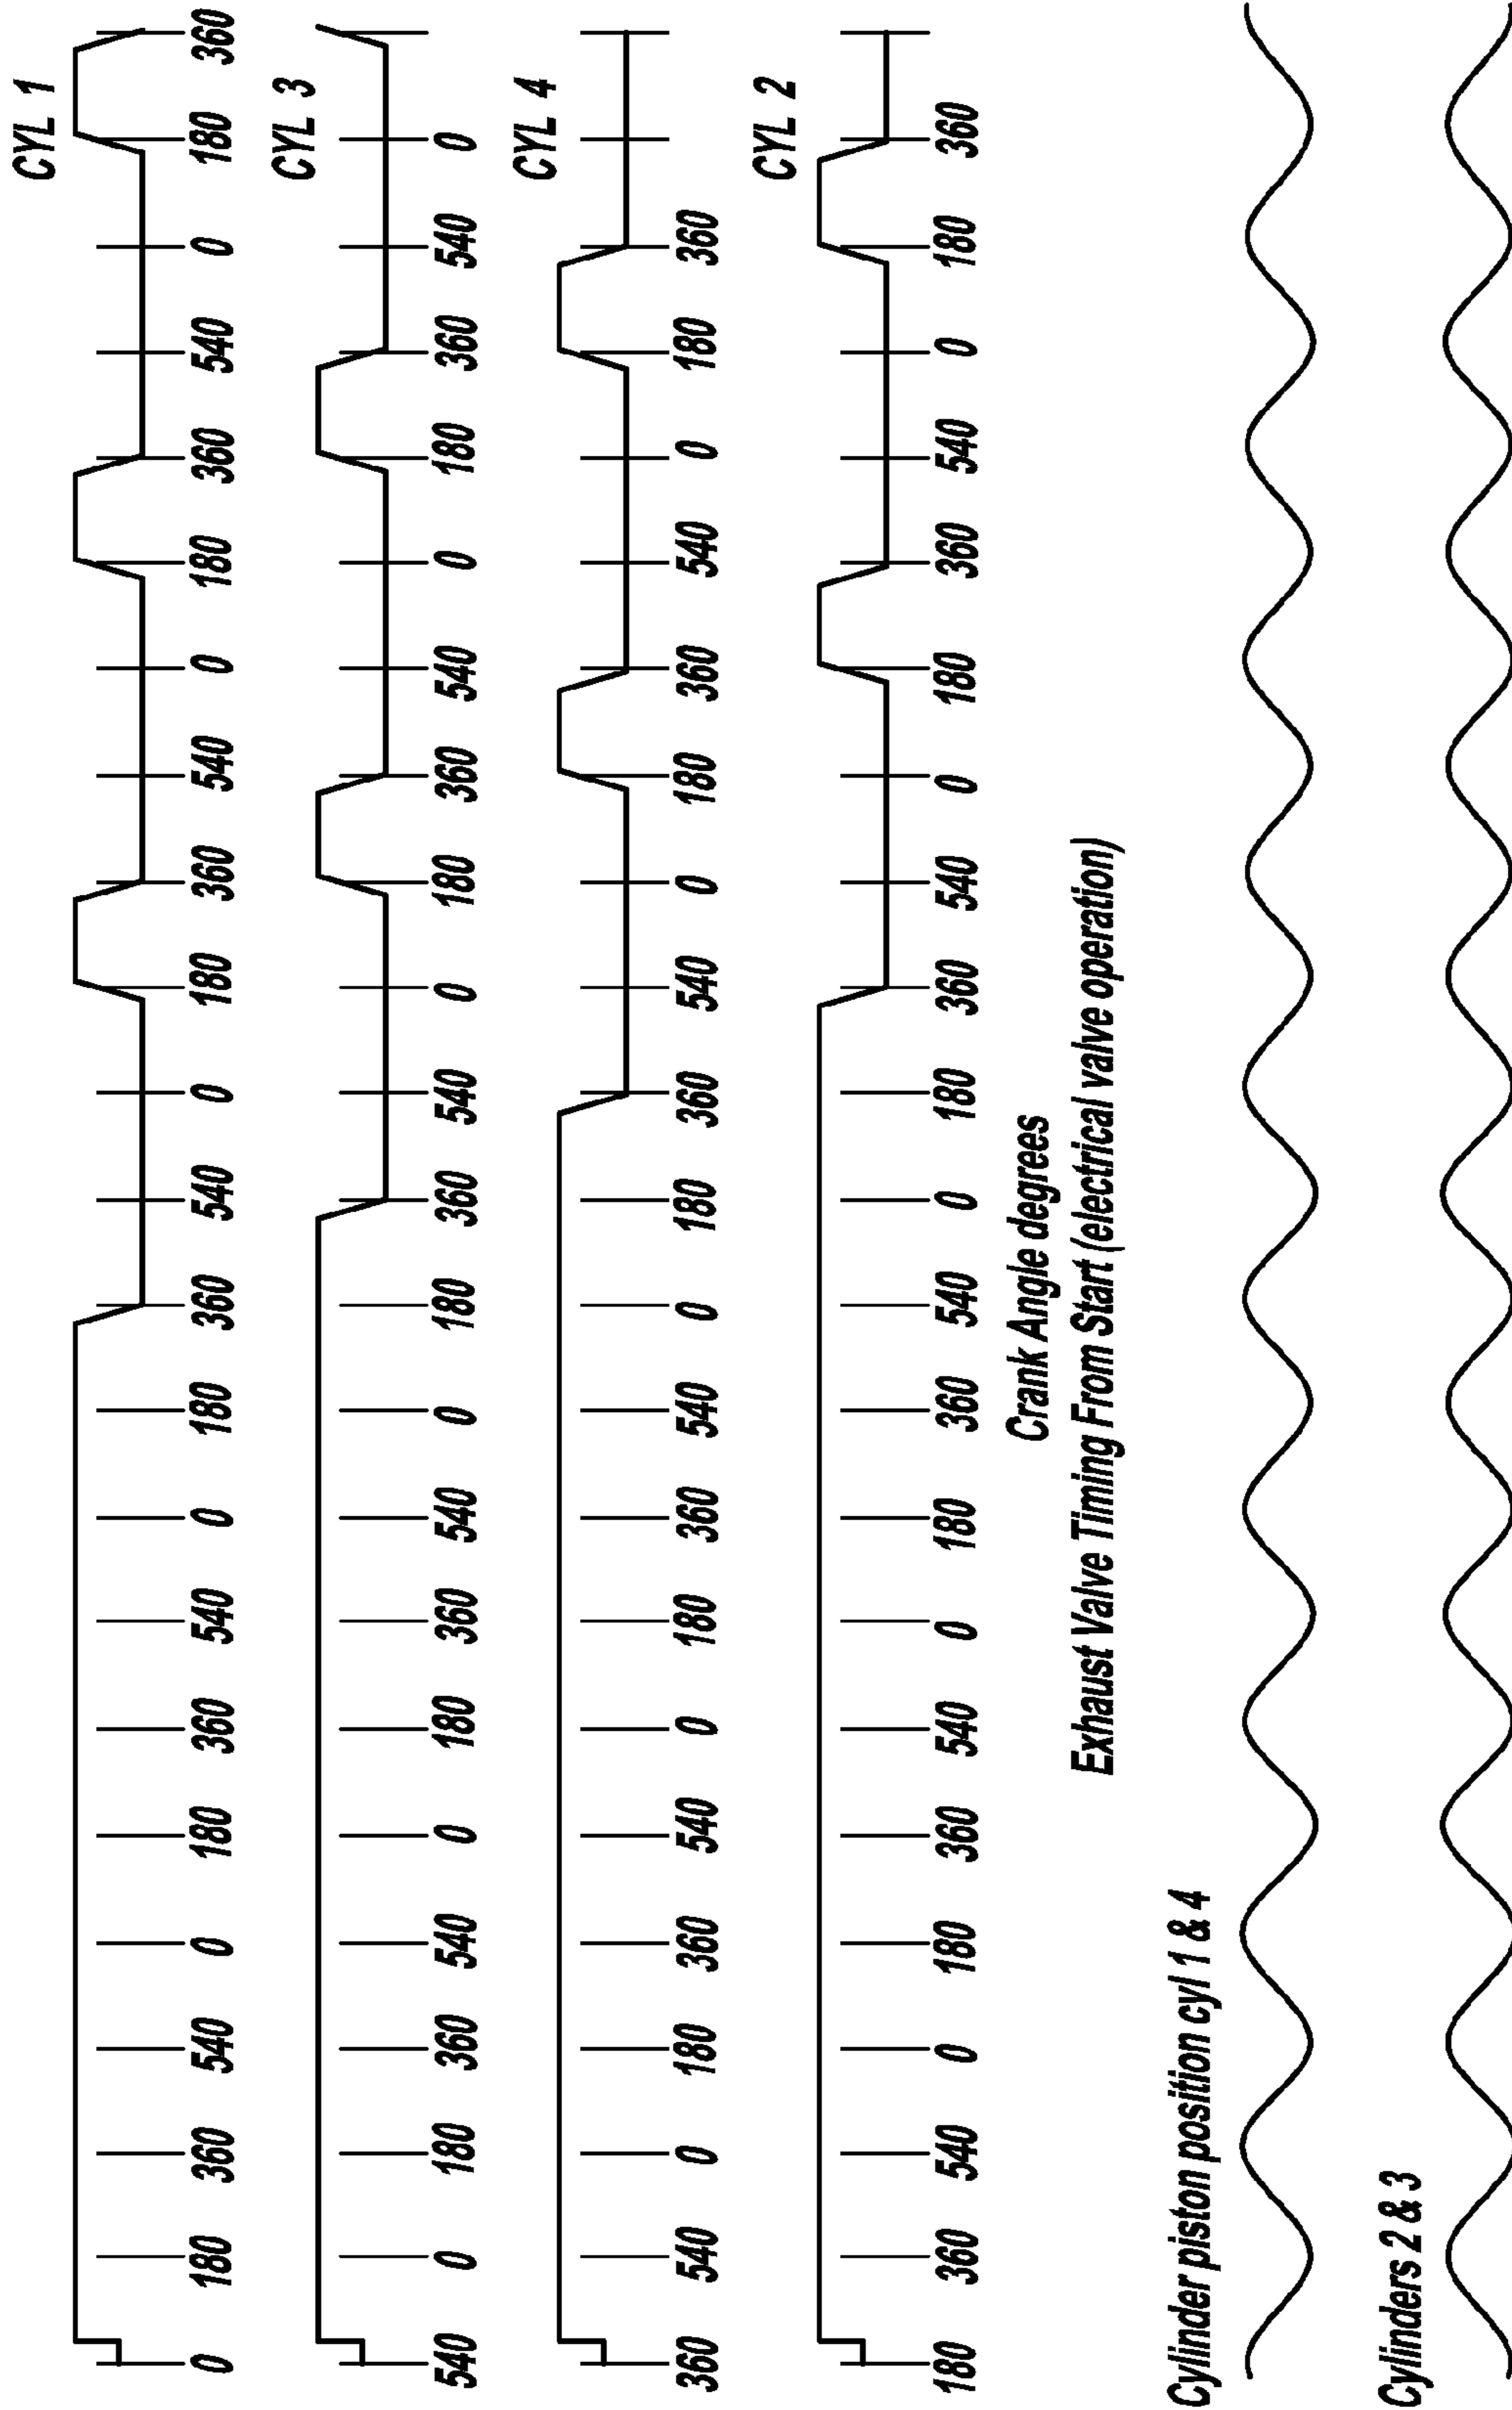 CYL 1
0 180 360 540 0 180 360 540 0 180 360 540 0 180 360 540 0 180 360 540 0 180 360
CYL 3
540 0 180 360 540 0 180 360 540 0 180 360 540 0 180 360 540 0 180 360 540 0
CYL 4
360 540 0 180 360 540 0 180 360 540 0 180 360 540 0 180 360 540 0 180 360
CYL 2
180 360 540 0 180 360 540 0 180 360 540 0 180 360 540 0 180 360 540 0 180 360
Crank Angle degrees
Exhaust Valve Timing From Start (electrical valve operation)
Cylinder piston position cyl 1 & 4
Cylinders 2 & 3